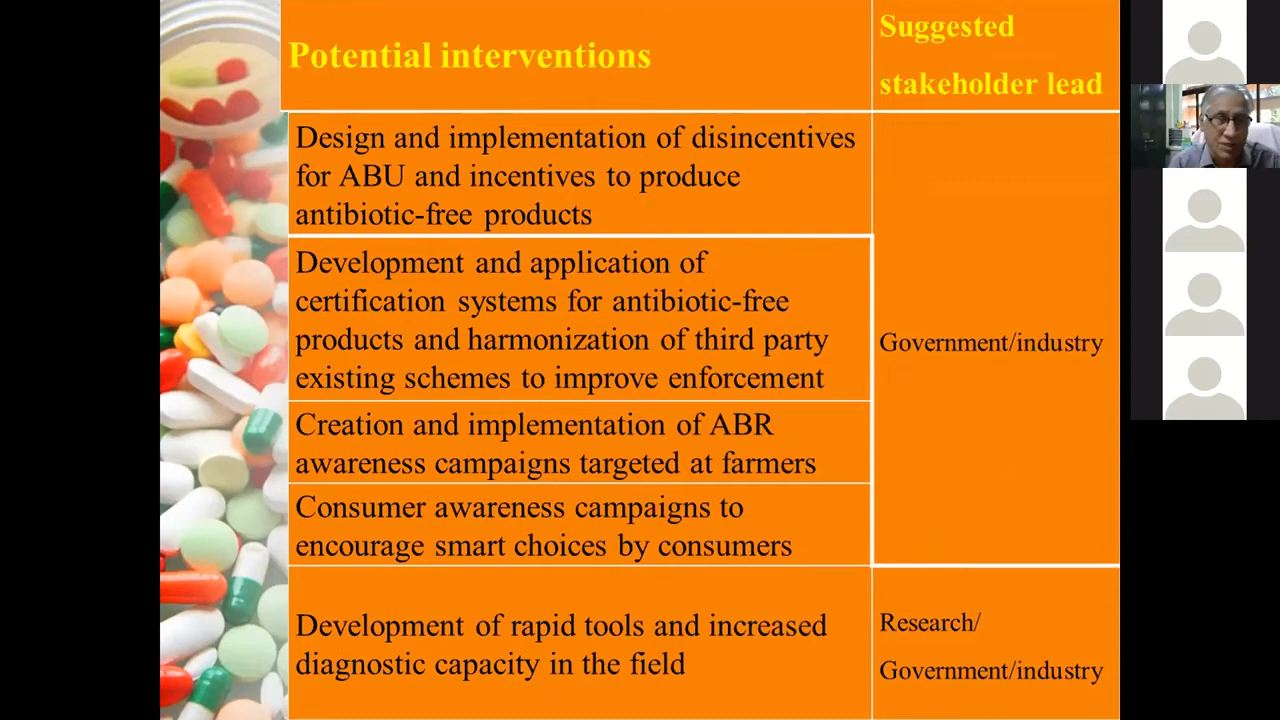 Potential interventions
Suggested
stakeholder lead
Design and implementation of disincentives
for ABU and incentives to produce
antibiotic-free products
Development and application of
certification systems for antibiotic-free
products and harmonization of third party
existing schemes to improve enforcement
Creation and implementation of ABR
awareness campaigns targeted at farmers
Consumer awareness campaigns to
encourage smart choices by consumers
Government/industry
Development of rapid tools and increased
diagnostic capacity in the field
Research/
Government/industry